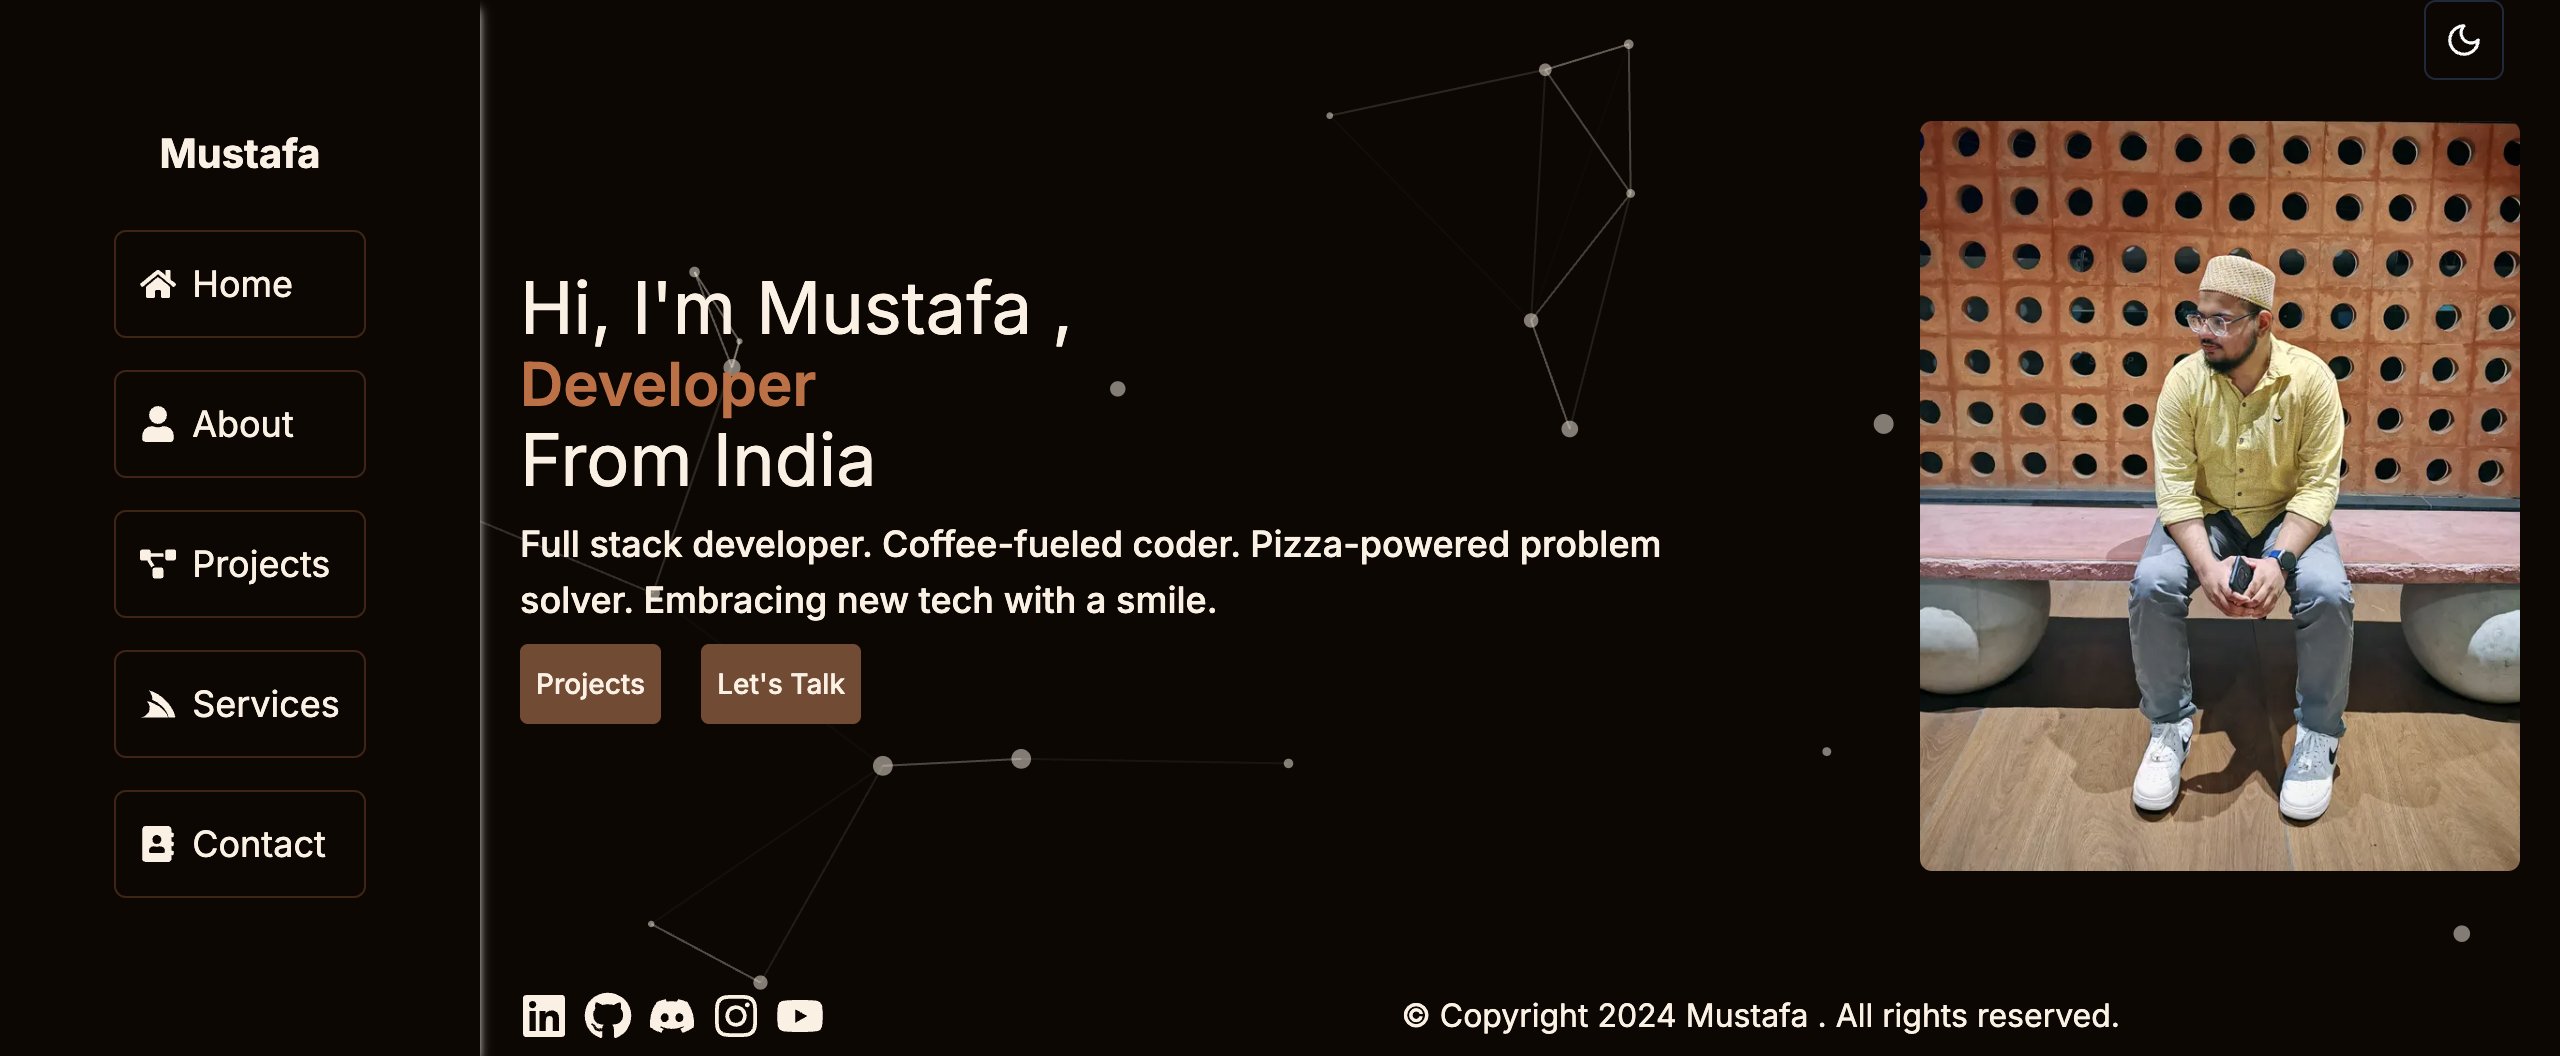 Mustafa
Home
About
Projects
Services
Contact
Hi, I'm Mustafa ,
Developer
From India
Full stack developer. Coffee-fueled coder. Pizza-powered problem
solver. Embracing new tech with a smile.
Projects
Let's Talk
in
© Copyright 2024 Mustafa . All rights reserved.